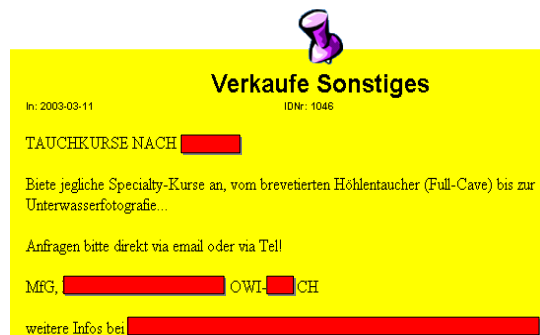 Verkaufe Sonstiges
In: 2003-03-11 IDNr: 1046
TAUCHKURSE NACH
Biete jegliche Specialty-Kurse an, vom brevetierten Höhlentaucher (Full-Cave) bis zur
Unterwasserfotografie...
Anfragen bitte direkt via email oder via Tel!
MfG, OWI- CH
weitere Infos bei